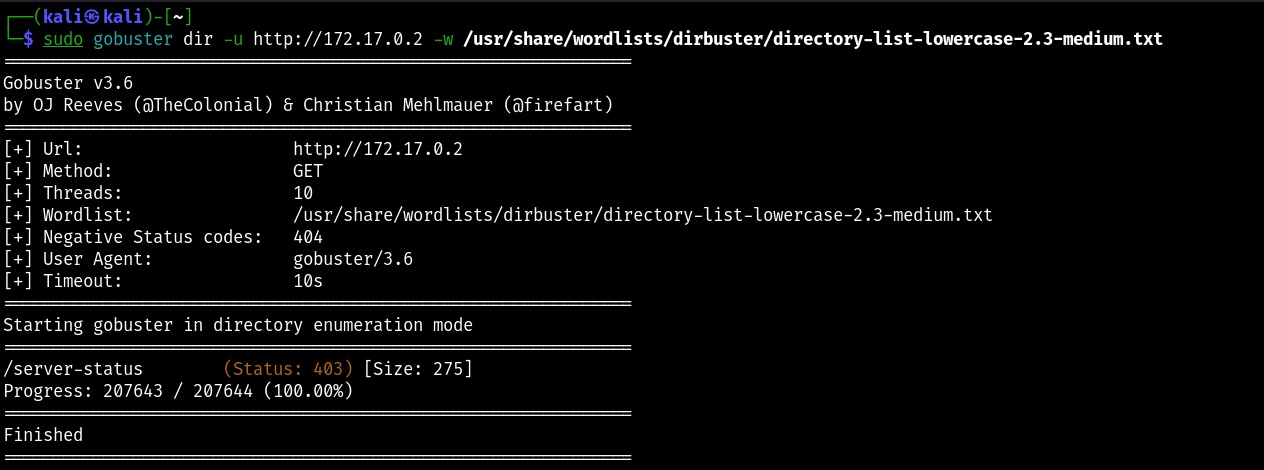 ┌──(kali㉿kali)-[~]
└─$ sudo gobuster dir -u http://172.17.0.2 -w /usr/share/wordlists/dirbuster/directory-list-lowercase-2.3-medium.txt
===============================================================
Gobuster v3.6
by OJ Reeves (@TheColonial) & Christian Mehlmauer (@firefart)
===============================================================
[+] Url:                     http://172.17.0.2
[+] Method:                  GET
[+] Threads:                 10
[+] Wordlist:                /usr/share/wordlists/dirbuster/directory-list-lowercase-2.3-medium.txt
[+] Negative Status codes:   404
[+] User Agent:              gobuster/3.6
[+] Timeout:                 10s
===============================================================
Starting gobuster in directory enumeration mode
===============================================================
/server-status        (Status: 403) [Size: 275]
Progress: 207643 / 207644 (100.00%)
===============================================================
Finished
===============================================================